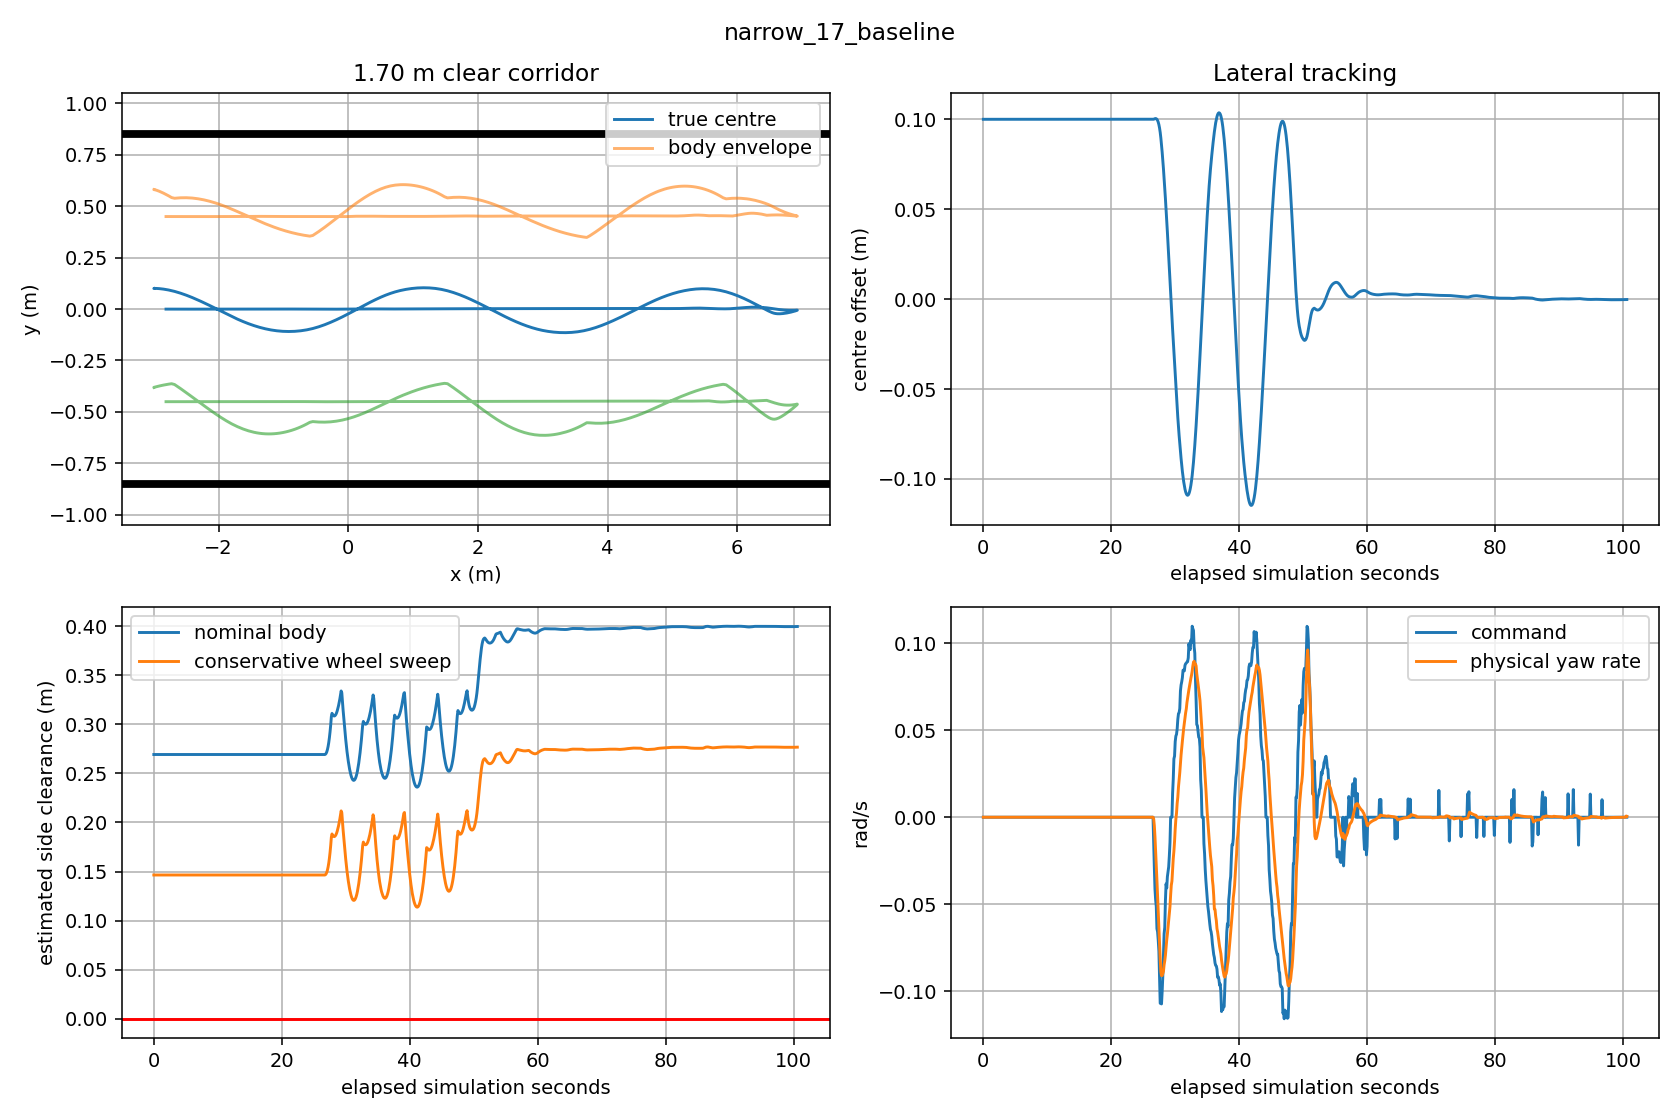 narrow_17_baseline
1.70 m clear corridor
true centre
body envelope
1.00
0.75
0.50
0.25
0.00
−0.25
−0.50
−0.75
−1.00
y (m)
−2 0 2 4 6
x (m)
Lateral tracking
0.10
0.05
0.00
−0.05
−0.10
centre offset (m)
0 20 40 60 80 100
elapsed simulation seconds
nominal body
conservative wheel sweep
0.40
0.35
0.30
0.25
0.20
0.15
0.10
0.05
0.00
estimated side clearance (m)
0 20 40 60 80 100
elapsed simulation seconds
command
physical yaw rate
0.10
0.05
0.00
−0.05
−0.10
rad/s
0 20 40 60 80 100
elapsed simulation seconds